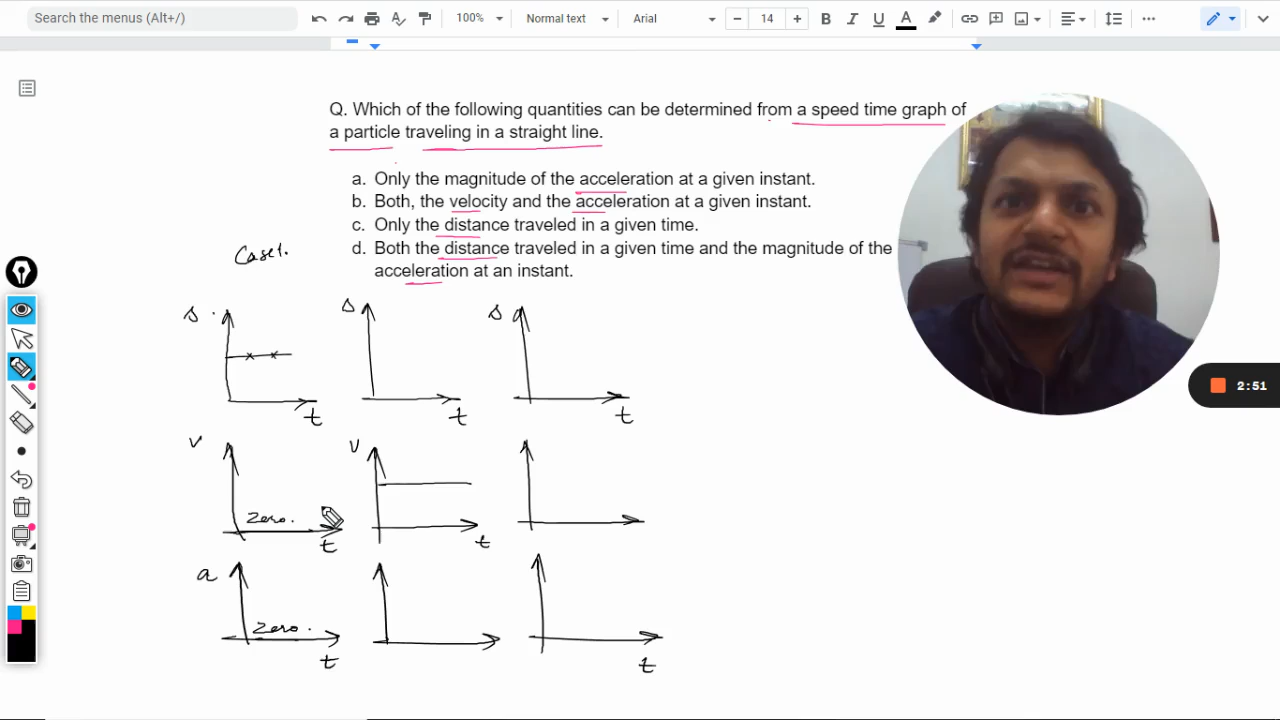 Search the menus (Alt+/)
100%
Normal text
Arial
14
B I U A
Q. Which of the following quantities can be determined from a speed time graph of
a particle traveling in a straight line.
a. Only the magnitude of the acceleration at a given instant.
b. Both, the velocity and the acceleration at a given instant.
c. Only the distance traveled in a given time.
d. Both the distance traveled in a given time and the magnitude of the
acceleration at an instant.
Case1.
s s s
t t t
2:51
v v
zero.
t t
a
zero.
t t